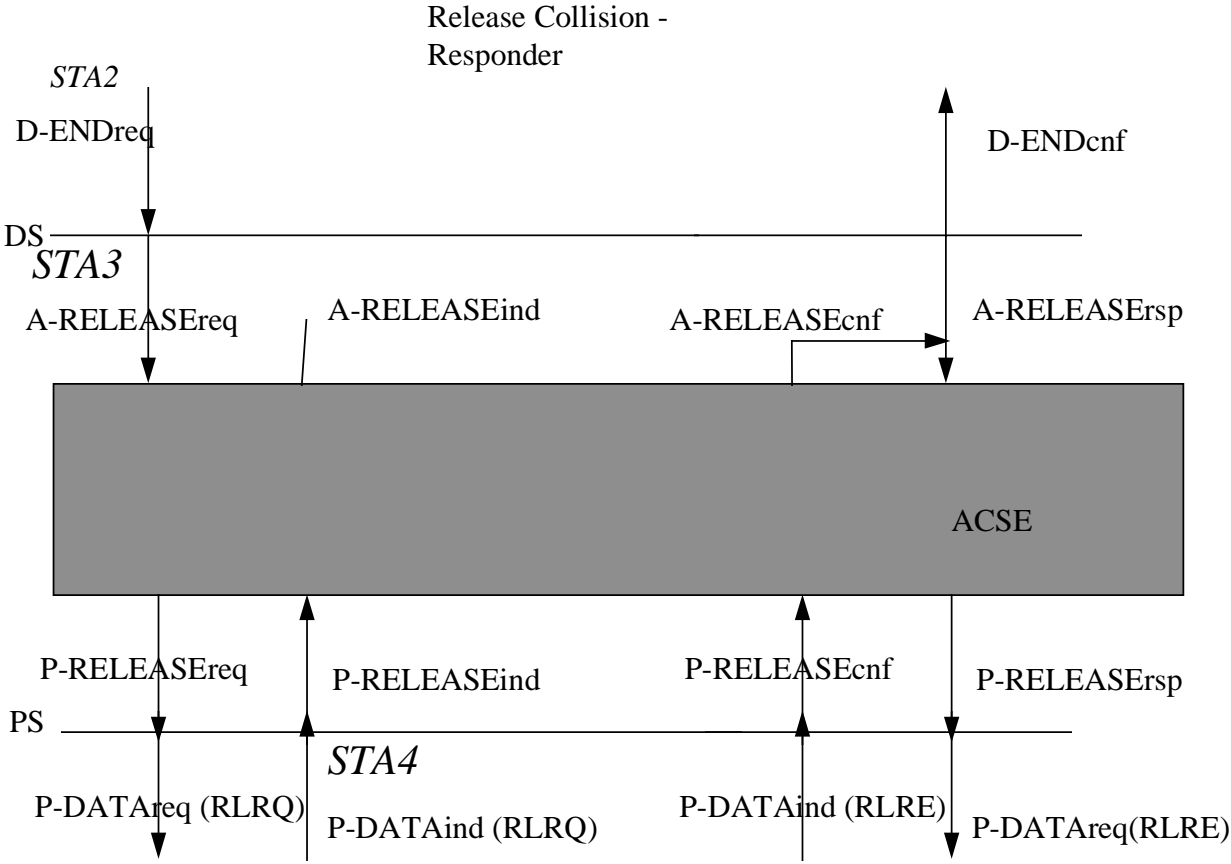 Release Collision -
Responder
STA2
D-ENDreq
D-ENDcnf
DS
STA3
A-RELEASEreq
A-RELEASEind
A-RELEASEcnf
A-RELEASErsp
ACSE
P-RELEASEreq
P-RELEASEind
P-RELEASEcnf
P-RELEASErsp
PS
STA4
P-DATAreq (RLRQ)
P-DATAind (RLRQ)
P-DATAind (RLRE)
P-DATAreq(RLRE)